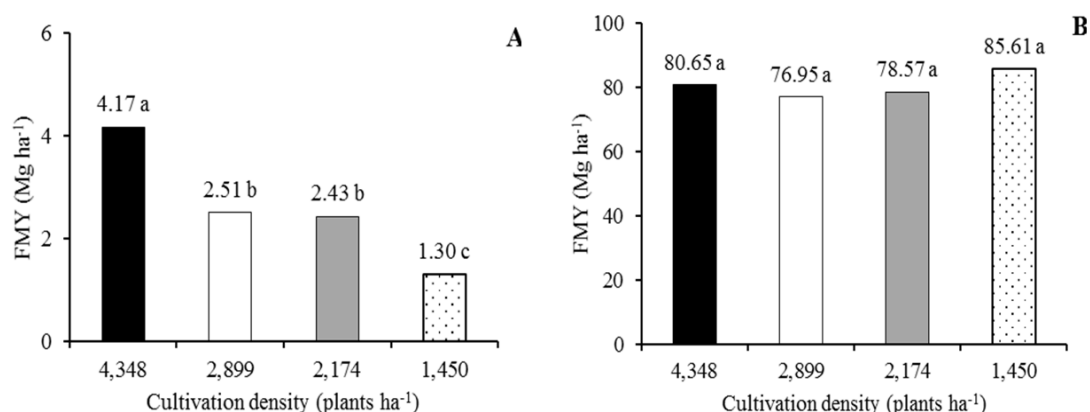 A
FMY (Mg ha⁻¹)
6
4
2
0
4.17 a
2.51 b
2.43 b
1.30 c
4,348 2,899 2,174 1,450
Cultivation density (plants ha⁻¹)
B
FMY (Mg ha⁻¹)
100
80
60
40
20
0
80.65 a
76.95 a
78.57 a
85.61 a
4,348 2,899 2,174 1,450
Cultivation density (plants ha⁻¹)